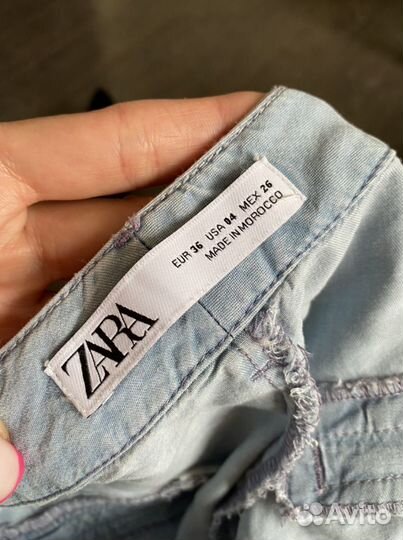 ZARA
EUR 36 USA 04 MEX 26
MADE IN MOROCCO
Avito